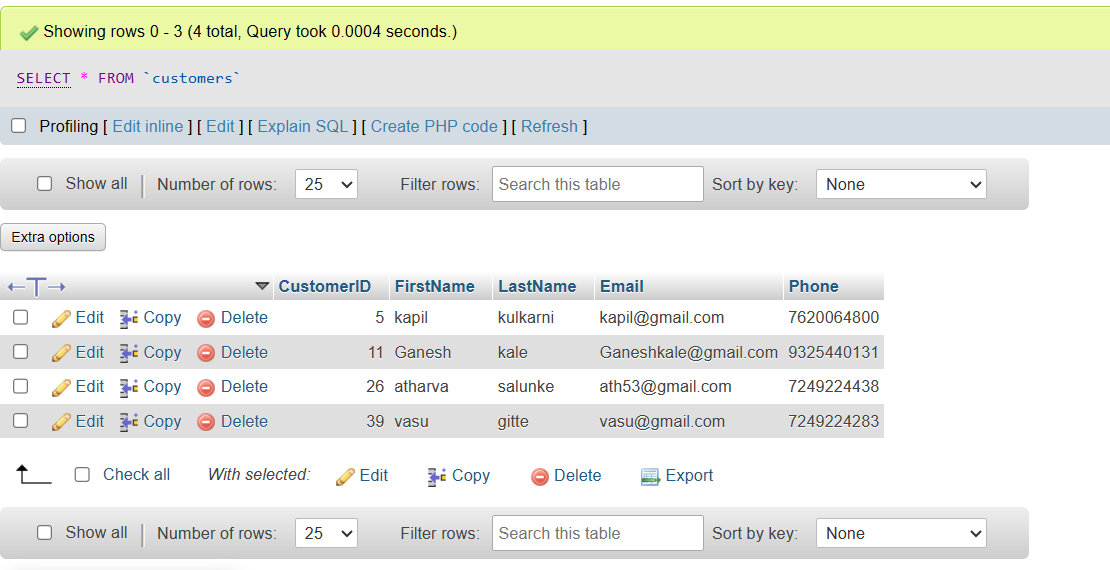 Showing rows 0 - 3 (4 total, Query took 0.0004 seconds.)
SELECT * FROM `customers`
Profiling [ Edit inline ] [ Edit ] [ Explain SQL ] [ Create PHP code ] [ Refresh ]
Show all | Number of rows: 25 Filter rows: Search this table Sort by key: None
Extra options
←T→ CustomerID FirstName LastName Email Phone
Edit Copy Delete 5 kapil kulkarni kapil@gmail.com 7620064800
Edit Copy Delete 11 Ganesh kale Ganeshkale@gmail.com 9325440131
Edit Copy Delete 26 atharva salunke ath53@gmail.com 7249224438
Edit Copy Delete 39 vasu gitte vasu@gmail.com 7249224283
Check all With selected: Edit Copy Delete Export
Show all | Number of rows: 25 Filter rows: Search this table Sort by key: None